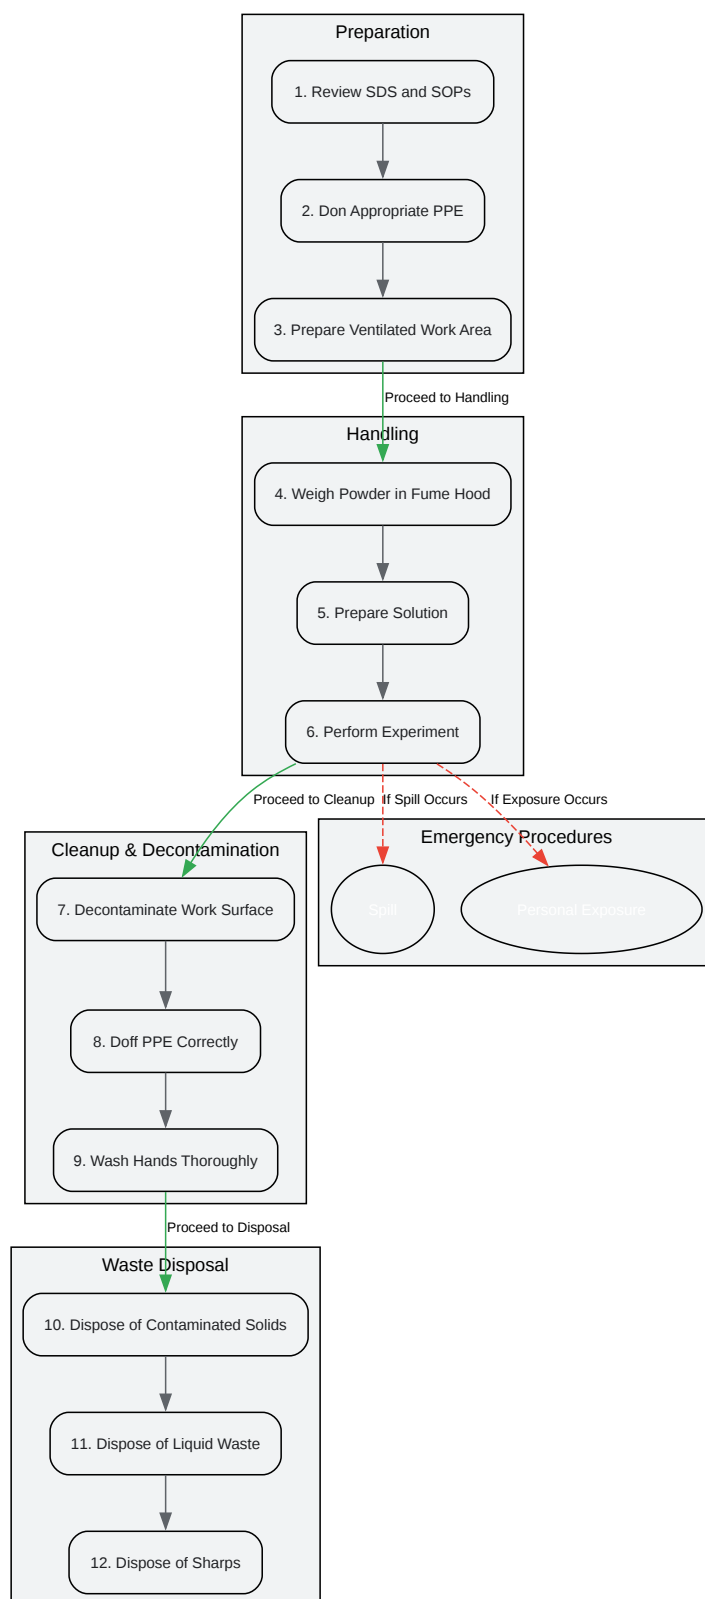 Preparation
1. Review SDS and SOPs
2. Don Appropriate PPE
3. Prepare Ventilated Work Area
Proceed to Handling
Handling
4. Weigh Powder in Fume Hood
5. Prepare Solution
6. Perform Experiment
Proceed to Cleanup
If Spill Occurs
If Exposure Occurs
Cleanup & Decontamination
Emergency Procedures
7. Decontaminate Work Surface
Spill
Personal Exposure
8. Doff PPE Correctly
9. Wash Hands Thoroughly
Proceed to Disposal
Waste Disposal
10. Dispose of Contaminated Solids
11. Dispose of Liquid Waste
12. Dispose of Sharps